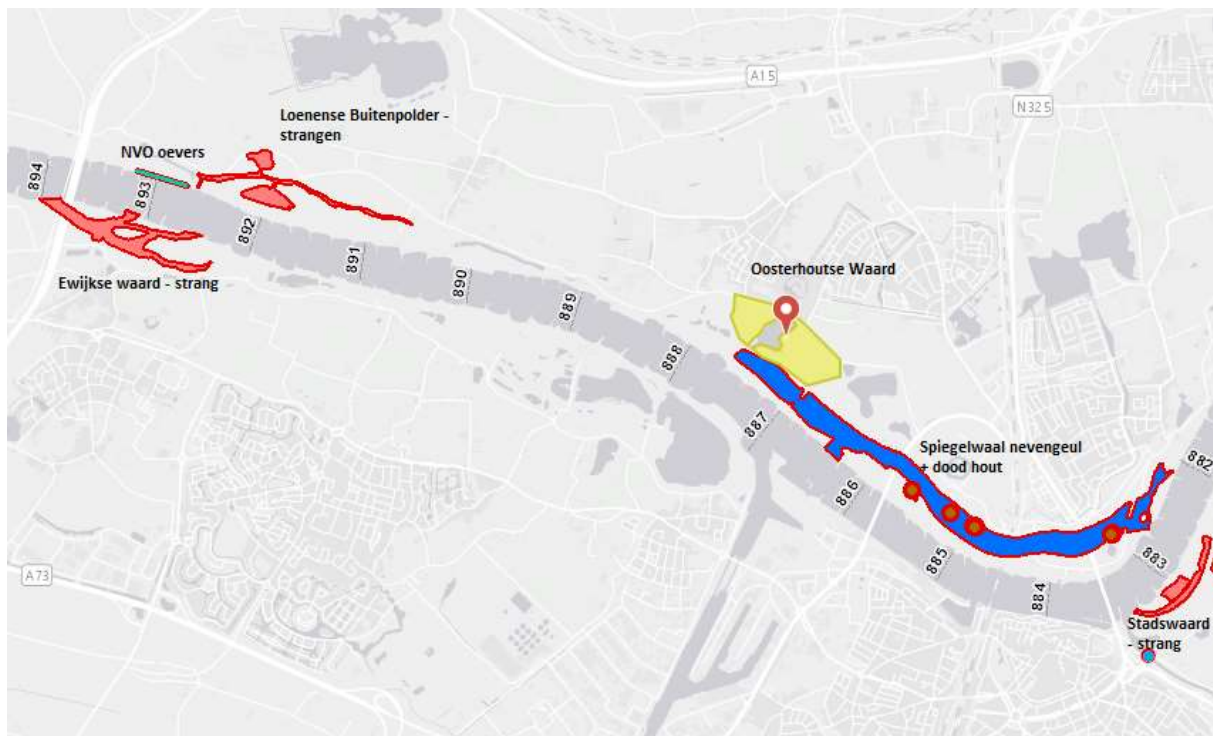 A15
N325
Loenense Buitenpolder -
strangen
NVO oevers
894
893
892
891
890
889
888
887
886
885
884
883
882
Ewijkse waard - strang
Oosterhoutse Waard
Spiegelwaal nevengeul
+ dood hout
A73
Stadswaard
- strang